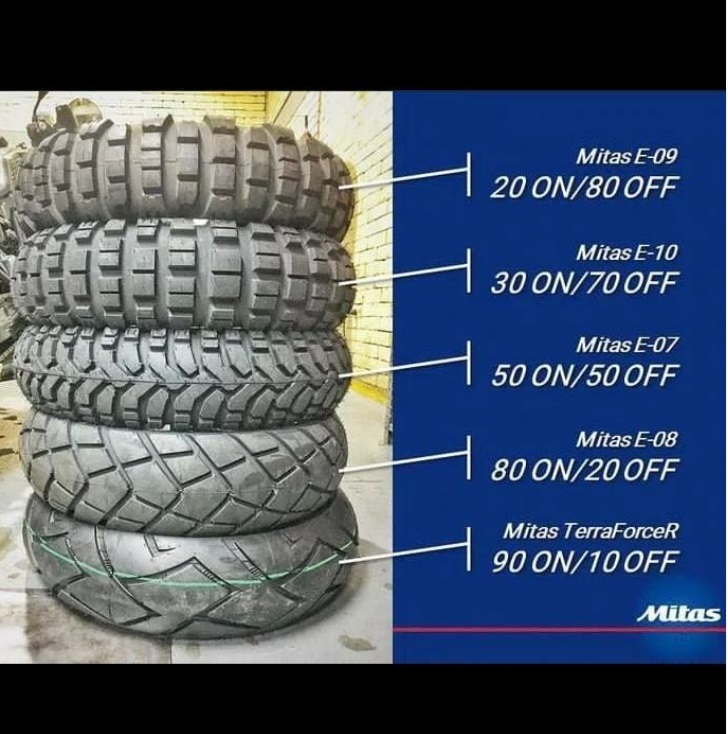 Mitas E-09
20 ON/80 OFF
Mitas E-10
30 ON/70 OFF
Mitas E-07
50 ON/50 OFF
Mitas E-08
80 ON/20 OFF
Mitas TerraForceR
90 ON/10 OFF
Mitas